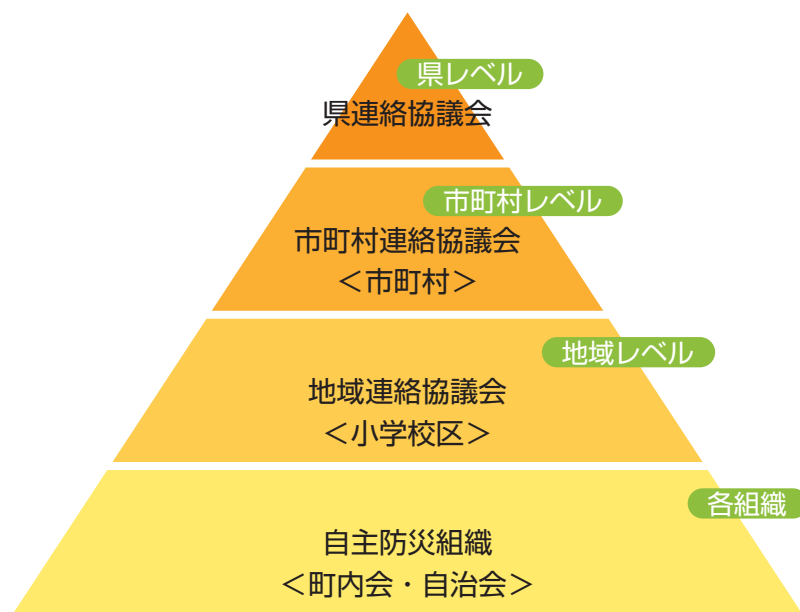 県レベル
県連絡協議会
市町村レベル
市町村連絡協議会
<市町村>
地域レベル
地域連絡協議会
<小学校区>
各組織
自主防災組織
<町内会・自治会>